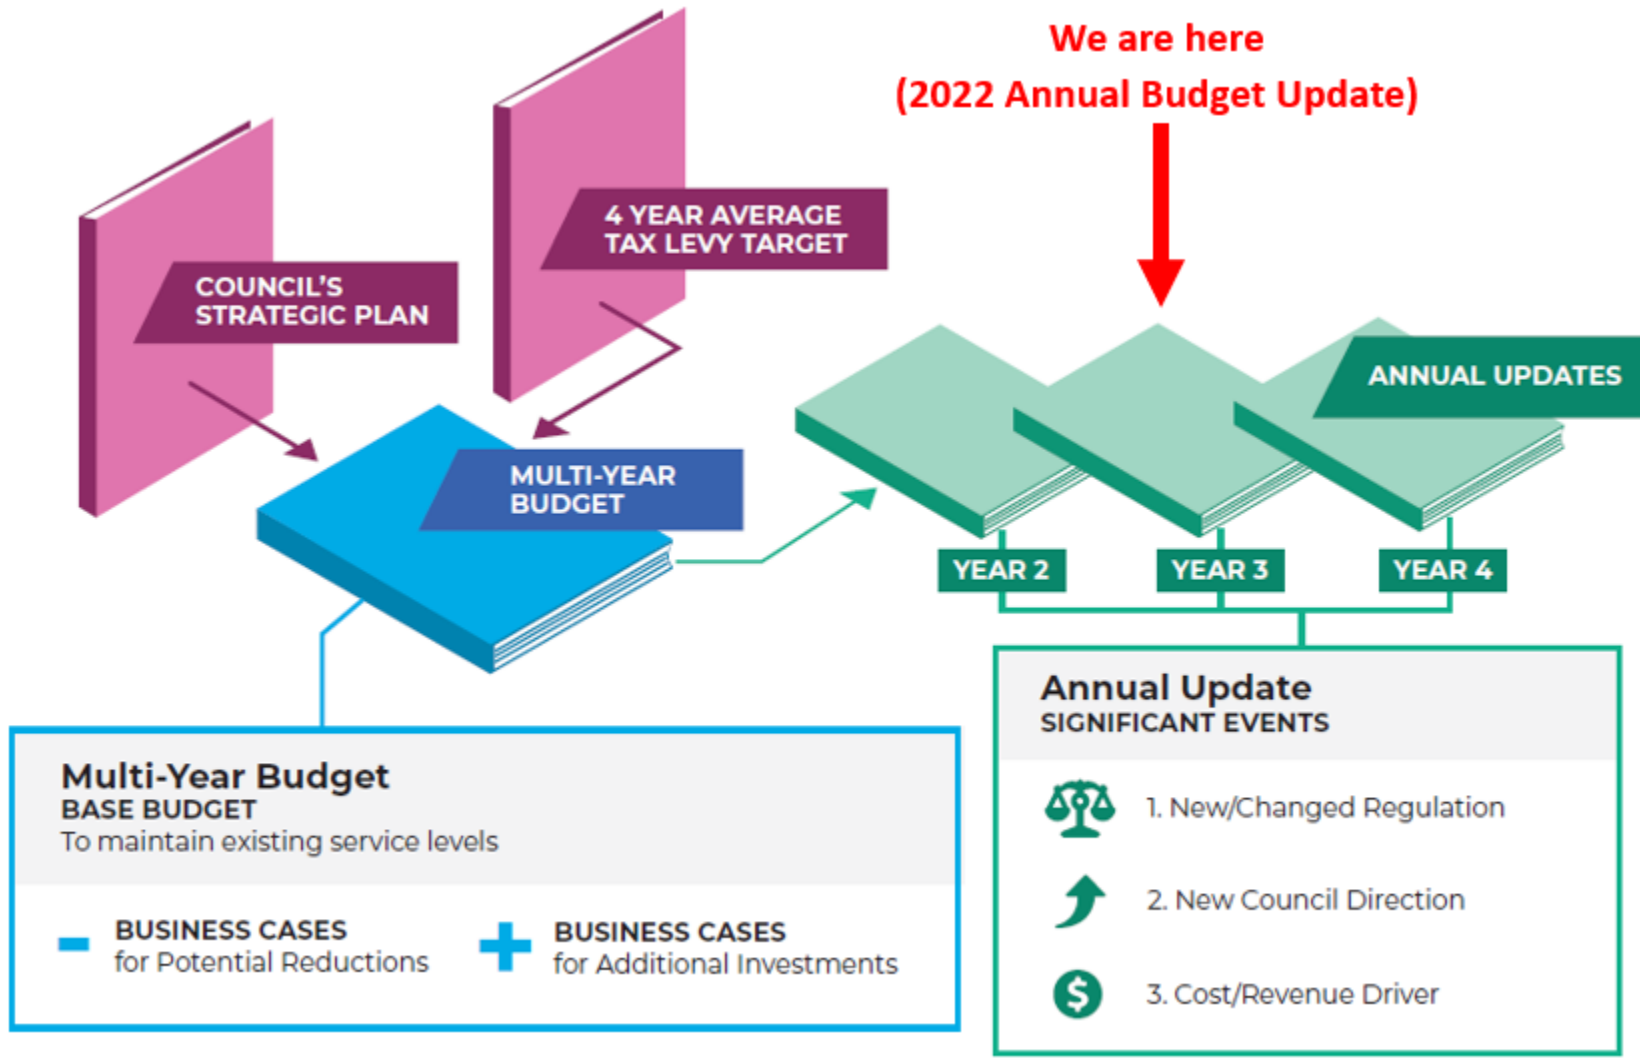 We are here
(2022 Annual Budget Update)
4 YEAR AVERAGE
TAX LEVY TARGET
COUNCIL’S
STRATEGIC PLAN
ANNUAL UPDATES
MULTI-YEAR
BUDGET
YEAR 2
YEAR 3
YEAR 4
Multi-Year Budget
BASE BUDGET
To maintain existing service levels
- BUSINESS CASES
for Potential Reductions
+ BUSINESS CASES
for Additional Investments
Annual Update
SIGNIFICANT EVENTS
1. New/Changed Regulation
2. New Council Direction
$
3. Cost/Revenue Driver